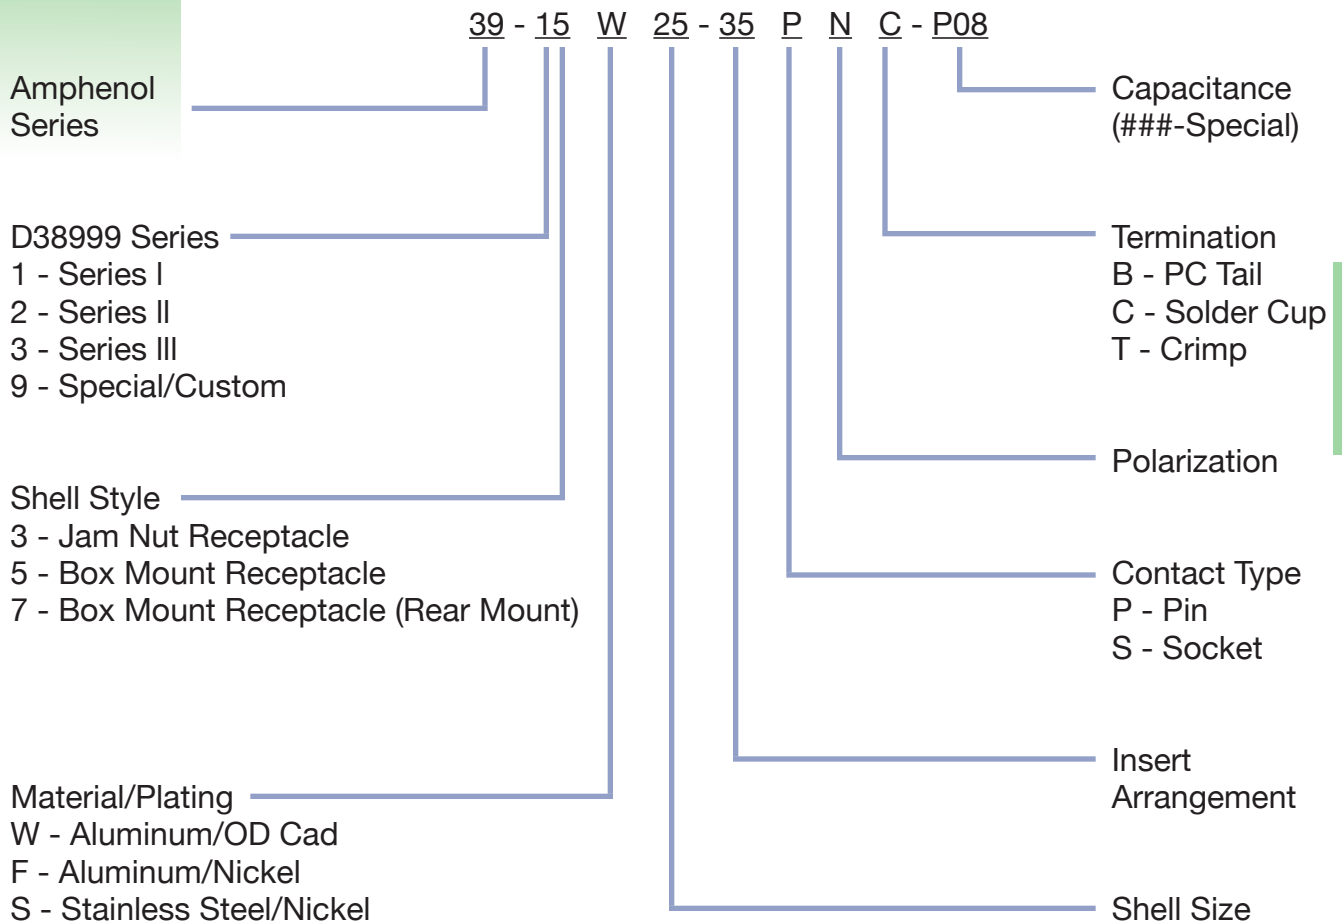 39 - 15 W 25 - 35 P N C - P08
Amphenol
Series
D38999 Series
1 - Series I
2 - Series II
3 - Series III
9 - Special/Custom
Shell Style
3 - Jam Nut Receptacle
5 - Box Mount Receptacle
7 - Box Mount Receptacle (Rear Mount)
Material/Plating
W - Aluminum/OD Cad
F - Aluminum/Nickel
S - Stainless Steel/Nickel
Capacitance
(###-Special)
Termination
B - PC Tail
C - Solder Cup
T - Crimp
Polarization
Contact Type
P - Pin
S - Socket
Insert
Arrangement
Shell Size